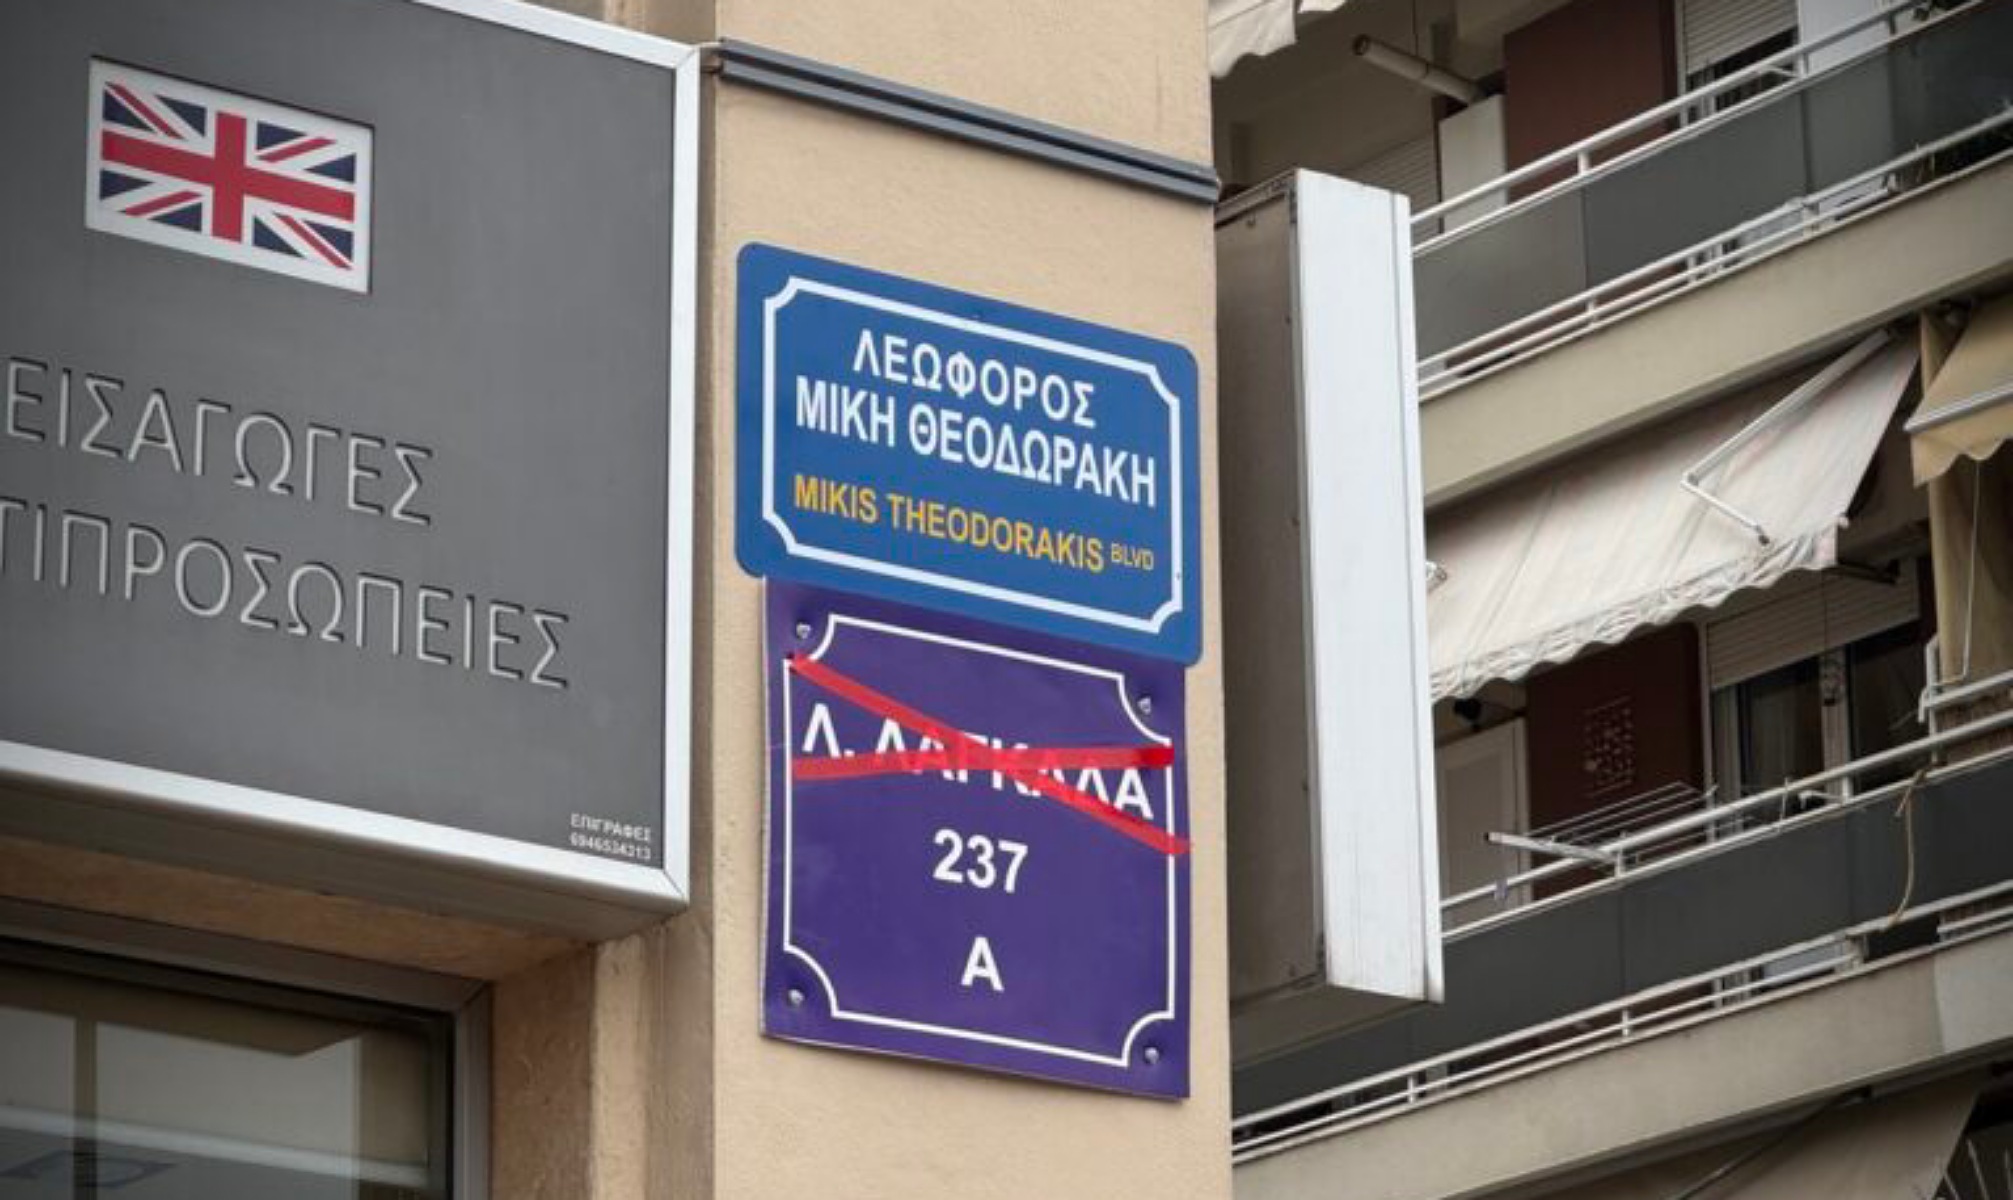 ΕΙΣΑΓΩΓΕΣ
ΤΙΠΡΟΣΩΠΕΙΕΣ
ΕΠΙΓΡΑΦΕΣ
6946534313
ΛΕΩΦΟΡΟΣ
ΜΙΚΗ ΘΕΟΔΩΡΑΚΗ
MIKIS THEODORAKIS BLVD
Λ. ΛΑΓΚΑΔΑ
237
Α